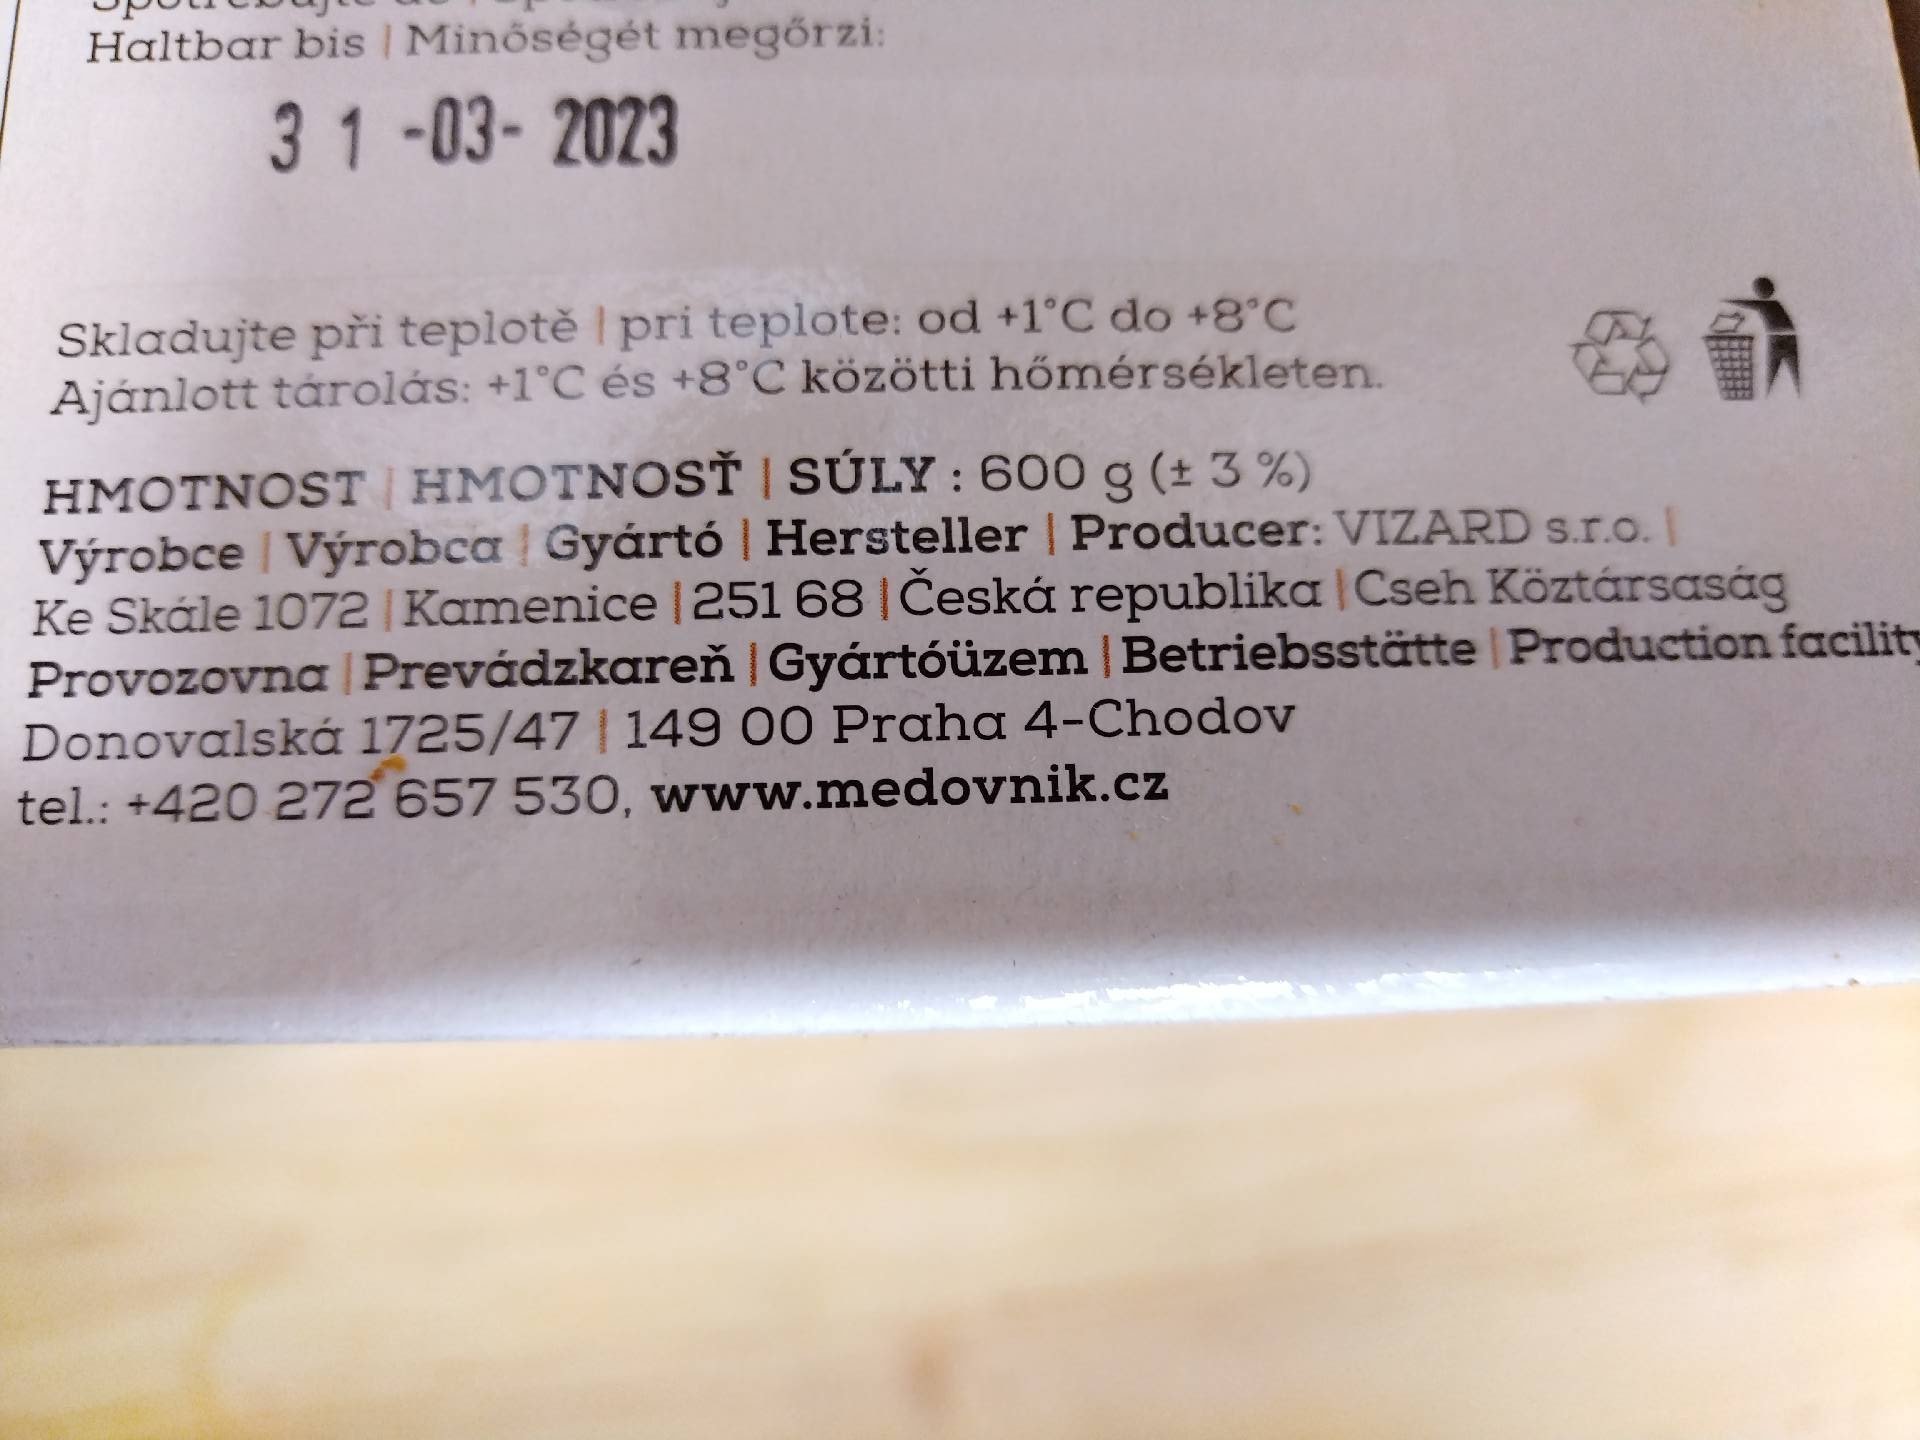 Haltbar bis | Minőségét megőrzi:
31 -03- 2023
Skladujte při teplotě | pri teplote: od +1°C do +8°C
Ajánlott tárolás: +1°C és +8°C közötti hőmérsékleten.
HMOTNOST | HMOTNOSŤ | SÚLY : 600 g (± 3 %)
Výrobce | Výrobca | Gyártó | Hersteller | Producer: VIZARD s.r.o. |
Ke Skále 1072 | Kamenice | 251 68 | Česká republika | Cseh Köztársaság
Provozovna | Prevádzkareň | Gyártóüzem | Betriebsstätte | Production facility
Donovalská 1725/47 | 149 00 Praha 4-Chodov
tel.: +420 272 657 530, www.medovnik.cz